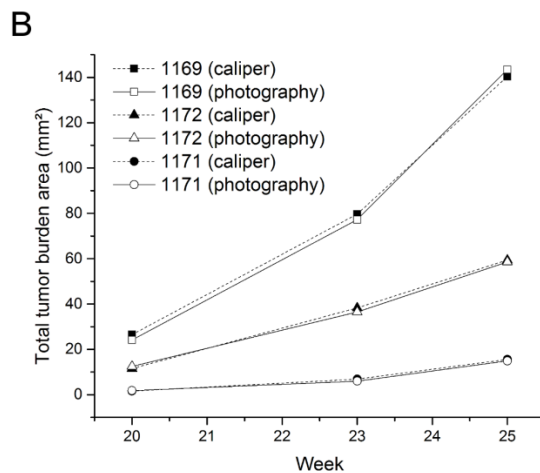 B
1169 (caliper)
1169 (photography)
1172 (caliper)
1172 (photography)
1171 (caliper)
1171 (photography)
Total tumor burden area (mm²)
140
120
100
80
60
40
20
0
20 21 22 23 24 25
Week